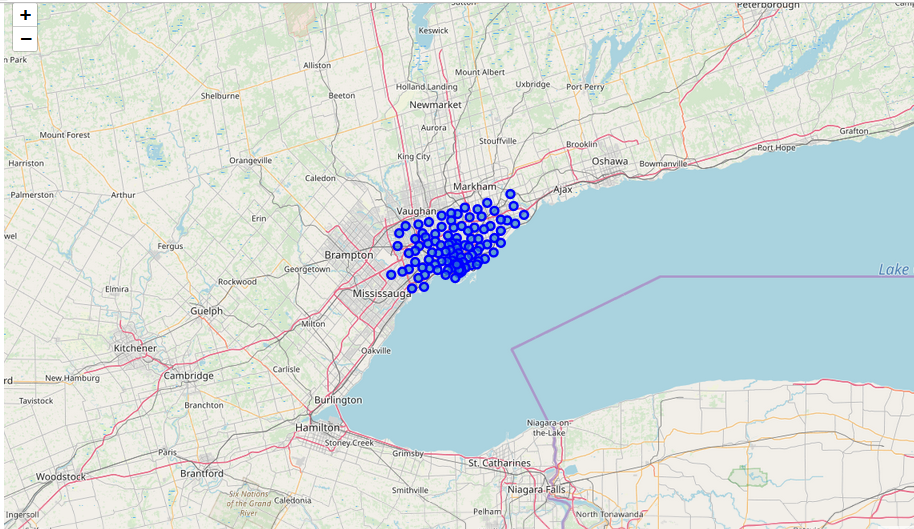 +
−
Keswick
Peterborough
n Park
Alliston
Mount Albert
Shelburne
Beeton
Holland Landing
Uxbridge
Port Perry
Newmarket
Mount Forest
Aurora
Grafton
Stouffville
Brooklin
Port Hope
Harriston
Orangeville
King City
Oshawa
Bowmanville
Caledon
Markham
Ajax
Palmerston
Arthur
Vaughan
Erin
wel
Fergus
Brampton
Georgetown
Lake
Elmira
Rockwood
Mississauga
Guelph
Milton
Kitchener
Oakville
Carlisle
rd
New Hamburg
Cambridge
Tavistock
Branchton
Burlington
Hamilton
Niagara-on
the-Lake
Stoney Creek
Paris
Grimsby
St. Catharines
Woodstock
Brantford
Smithville
Niagara Falls
Six Nations
of the Grand
River
Caledonia
Ingersoll
Pelham
North Tonawanda